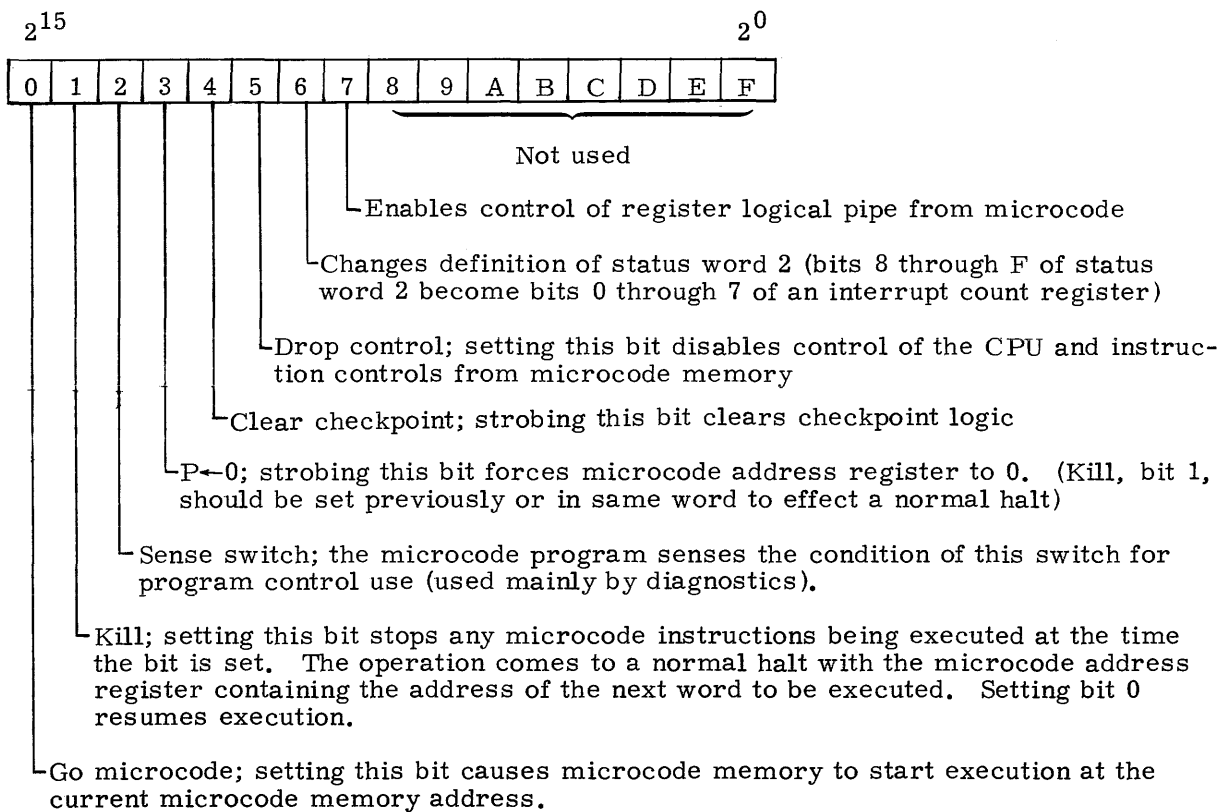 2^15 2^0
0 1 2 3 4 5 6 7 8 9 A B C D E F
Not used
Enables control of register logical pipe from microcode
Changes definition of status word 2 (bits 8 through F of status
word 2 become bits 0 through 7 of an interrupt count register)
Drop control; setting this bit disables control of the CPU and instruc-
tion controls from microcode memory
Clear checkpoint; strobing this bit clears checkpoint logic
P←0; strobing this bit forces microcode address register to 0. (Kill, bit 1,
should be set previously or in same word to effect a normal halt)
Sense switch; the microcode program senses the condition of this switch for
program control use (used mainly by diagnostics).
Kill; setting this bit stops any microcode instructions being executed at the time
the bit is set. The operation comes to a normal halt with the microcode address
register containing the address of the next word to be executed. Setting bit 0
resumes execution.
Go microcode; setting this bit causes microcode memory to start execution at the
current microcode memory address.